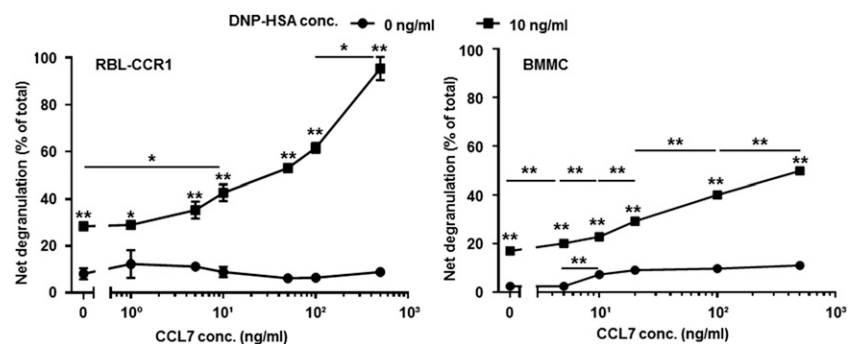 DNP-HSA conc. 0 ng/ml 10 ng/ml
RBL-CCR1
Net degranulation (% of total)
100
80
60
40
20
0
** * ** ** ** ** **
* *
0 10⁰ 10¹ 10² 10³
CCL7 conc. (ng/ml)
BMMC
Net degranulation (% of total)
100
80
60
40
20
0
** ** ** ** **
** ** ** ** ** **
**
0 10¹ 10² 10³
CCL7 conc. (ng/ml)